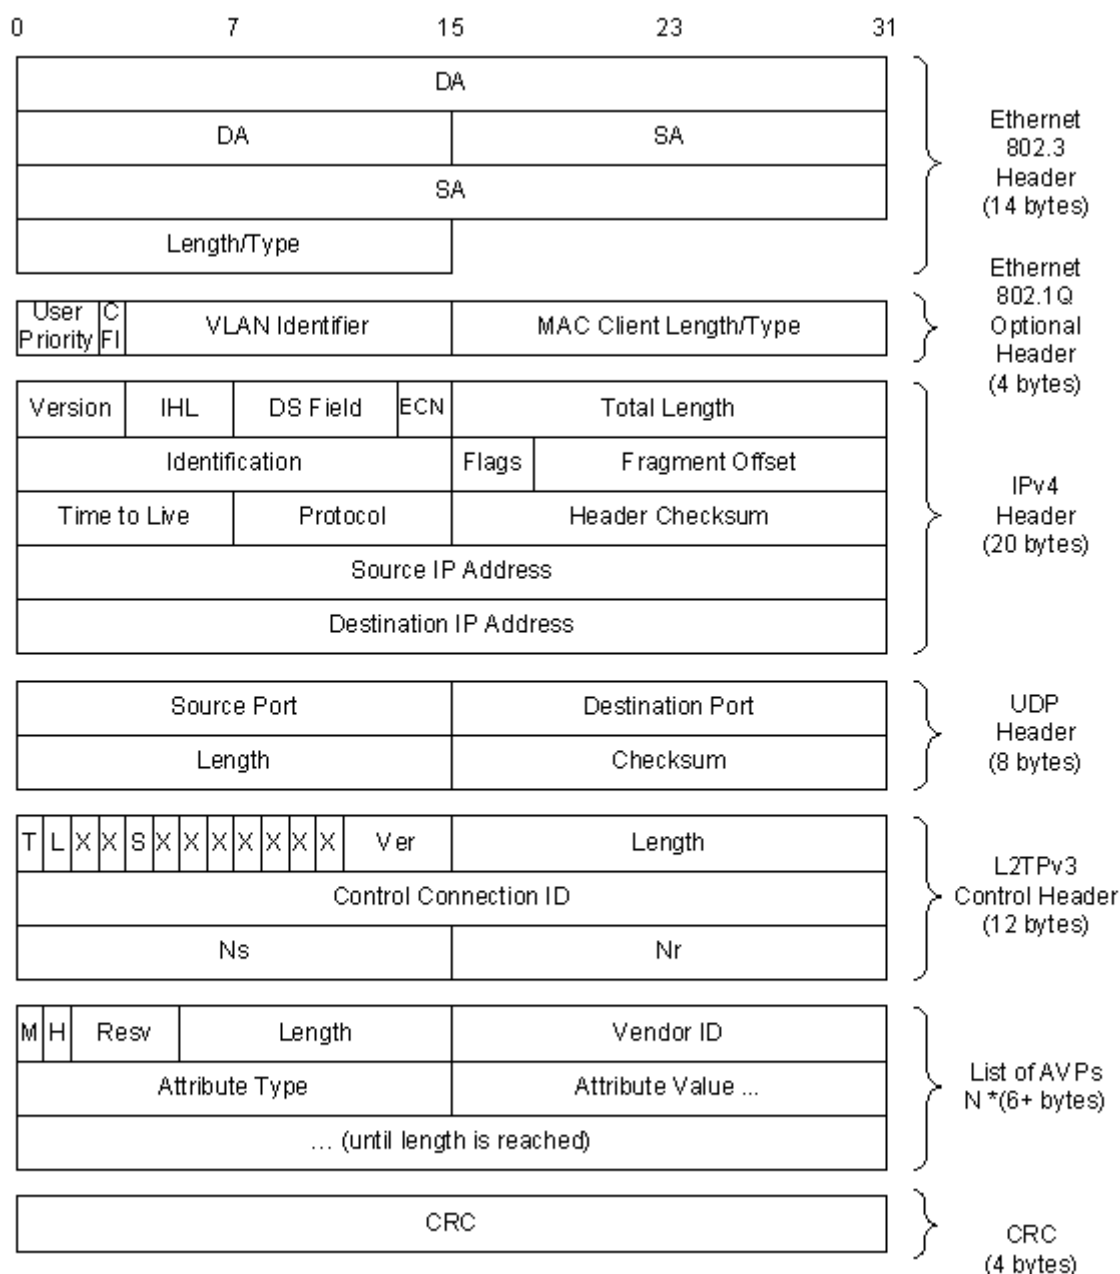 0 7 15 23 31
DA
DA SA
SA
Length/Type
Ethernet
802.3
Header
(14 bytes)
User
Priority
C
FI
VLAN Identifier
MAC Client Length/Type
Ethernet
802.1Q
Optional
Header
(4 bytes)
Version IHL DS Field ECN Total Length
Identification Flags Fragment Offset
Time to Live Protocol Header Checksum
Source IP Address
Destination IP Address
IPv4
Header
(20 bytes)
Source Port Destination Port
Length Checksum
UDP
Header
(8 bytes)
T L X X S X X X X X X X Ver Length
Control Connection ID
Ns Nr
L2TPv3
Control Header
(12 bytes)
M H Resv Length Vendor ID
Attribute Type Attribute Value ...
... (until length is reached)
List of AVPs
N *(6+ bytes)
CRC
CRC
(4 bytes)